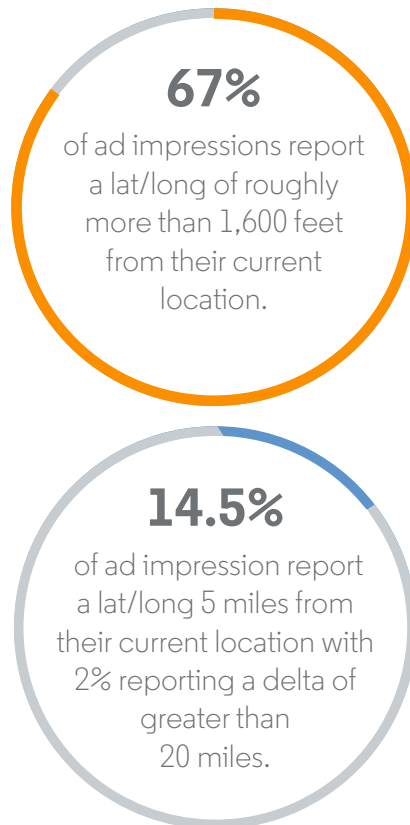 67%
of ad impressions report
a lat/long of roughly
more than 1,600 feet
from their current
location.
14.5%
of ad impression report
a lat/long 5 miles from
their current location with
2% reporting a delta of
greater than
20 miles.